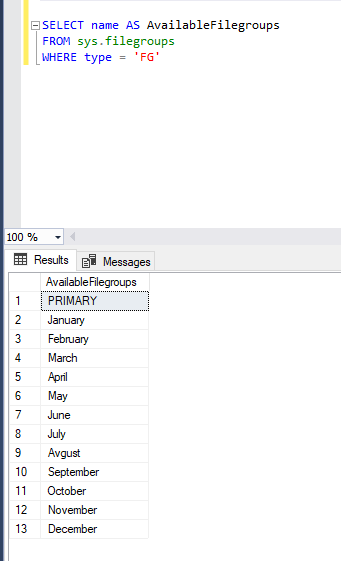 SELECT name AS AvailableFilegroups
FROM sys.filegroups
WHERE type = 'FG'
100 %
Results Messages
AvailableFilegroups
1 PRIMARY
2 January
3 February
4 March
5 April
6 May
7 June
8 July
9 Avgust
10 September
11 October
12 November
13 December